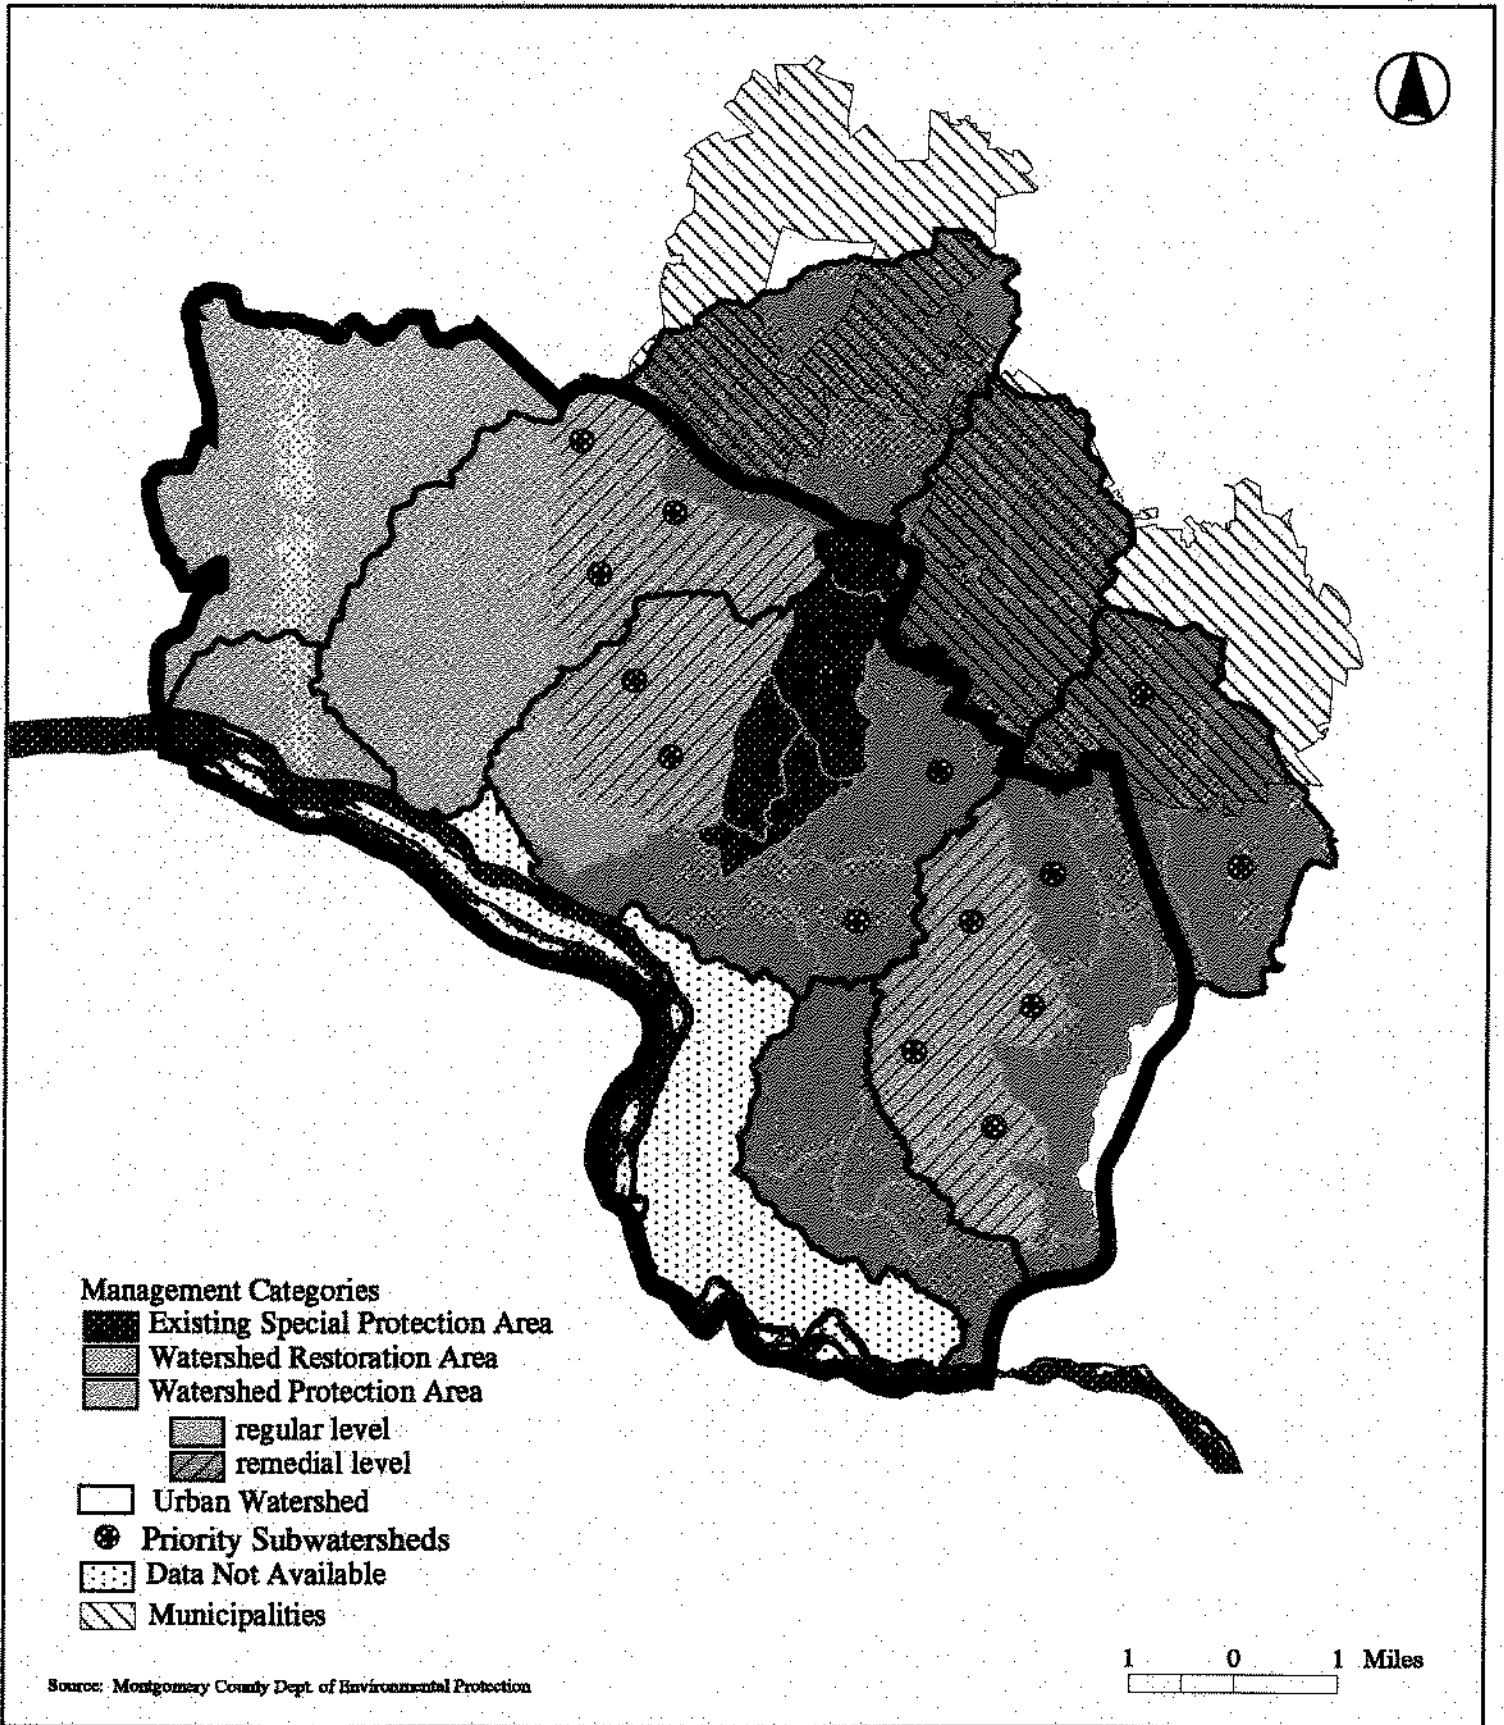 Management Categories
Existing Special Protection Area
Watershed Restoration Area
Watershed Protection Area
regular level
remedial level
Urban Watershed
Priority Subwatersheds
Data Not Available
Municipalities
1 0 1 Miles
Source: Montgomery County Dept. of Environmental Protection